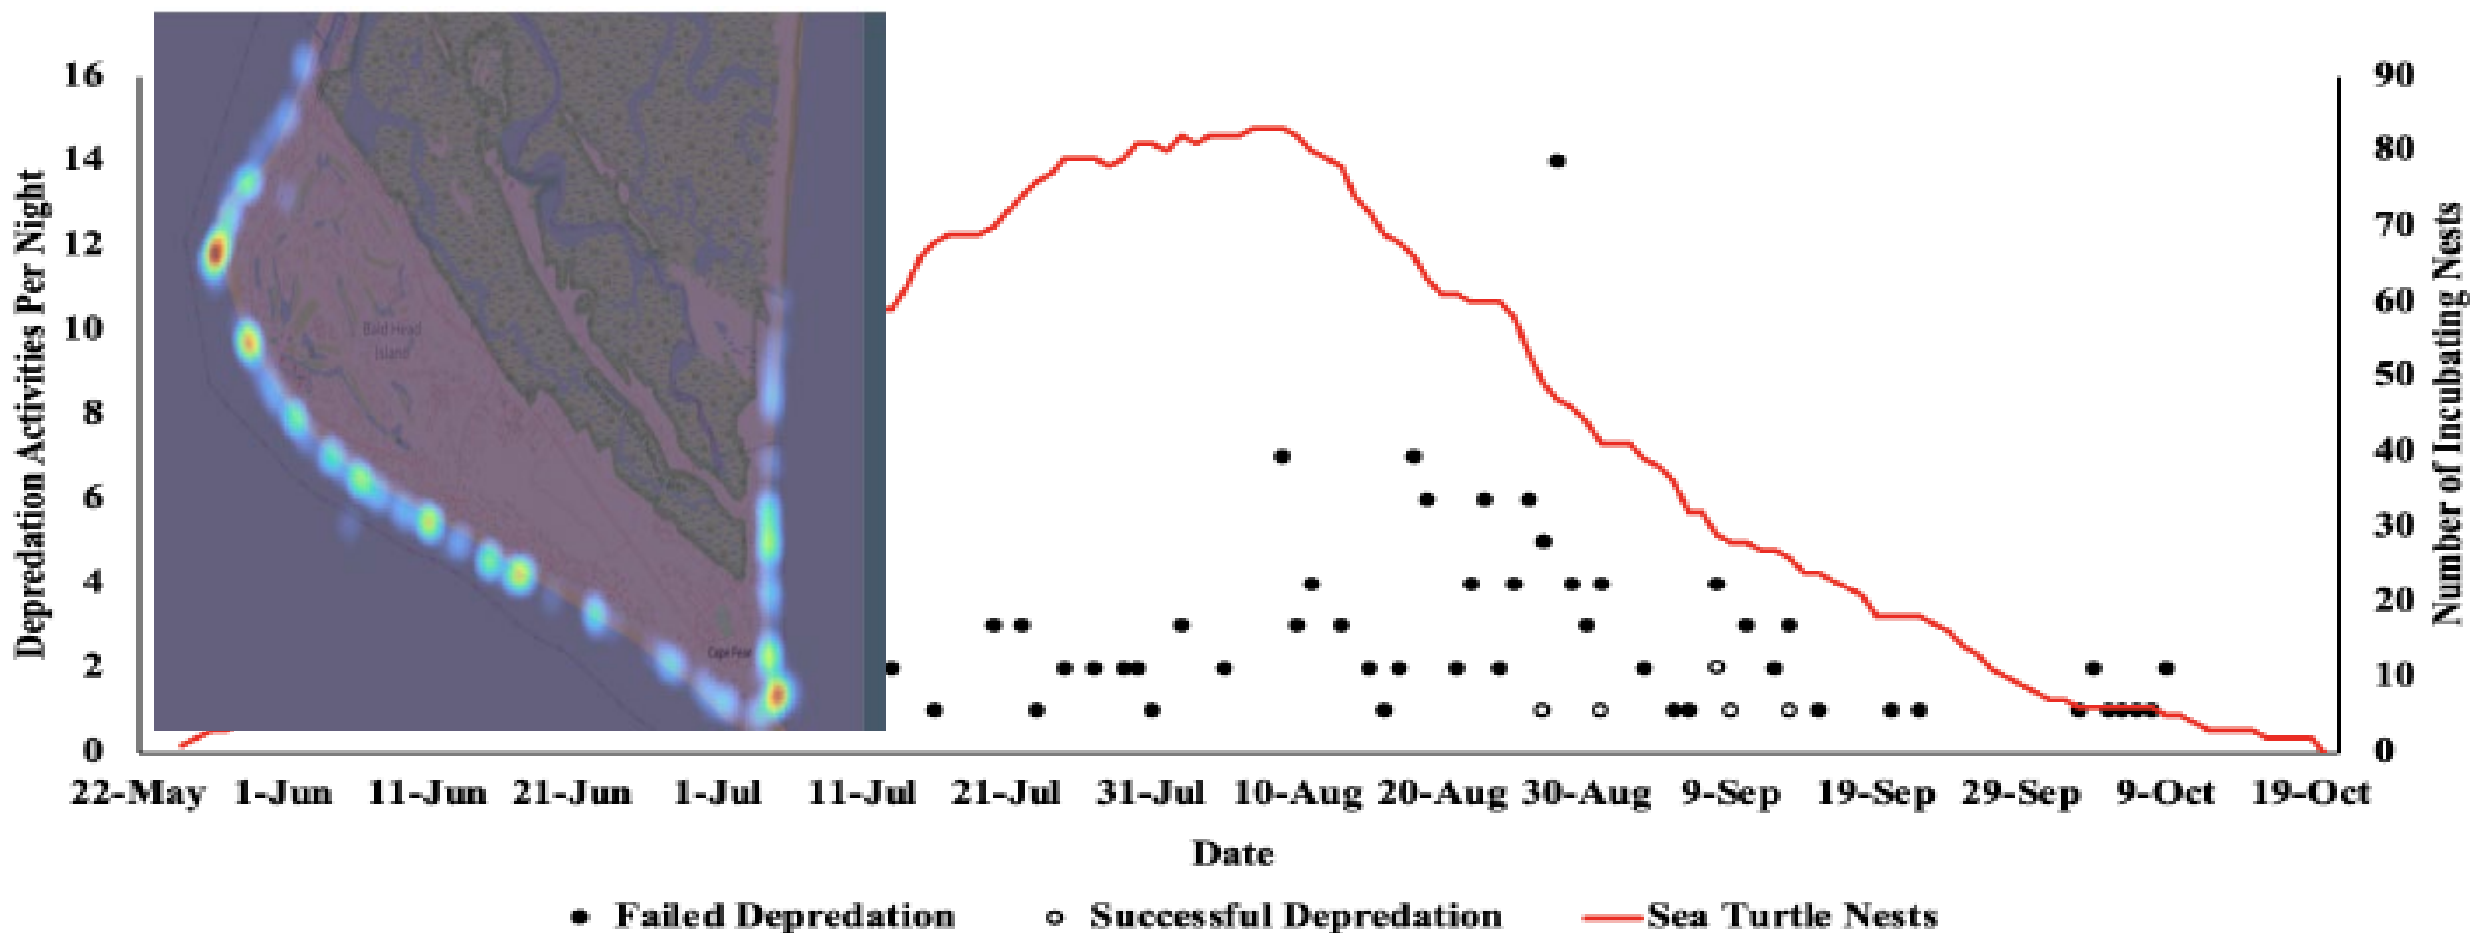 Depredation Activities Per Night
16
14
12
10
8
6
4
2
0
Bald Head
Island
Cape Fear
90
80
70
60
50
40
30
20
10
0
Number of Incubating Nests
22-May 1-Jun 11-Jun 21-Jun 1-Jul 11-Jul 21-Jul 31-Jul 10-Aug 20-Aug 30-Aug 9-Sep 19-Sep 29-Sep 9-Oct 19-Oct
Date
Failed Depredation Successful Depredation Sea Turtle Nests